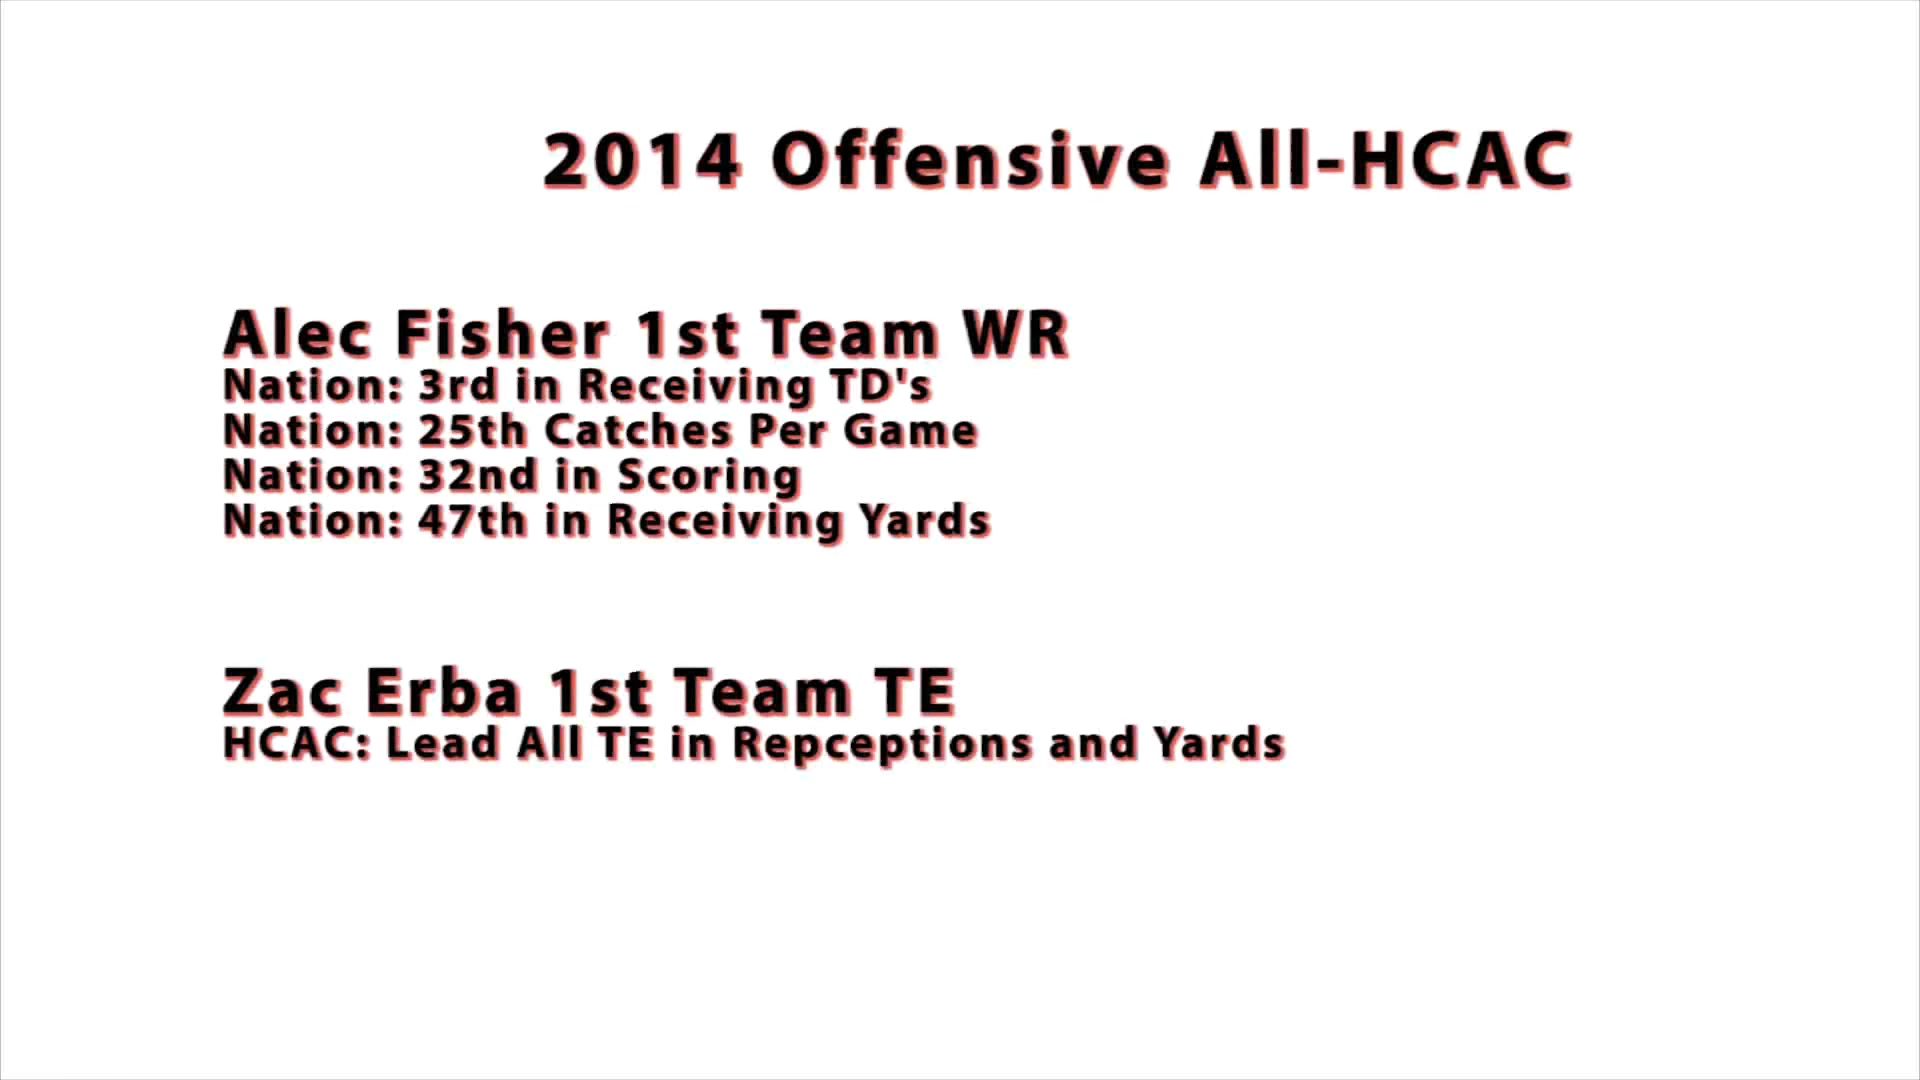 2014 Offensive All-HCAC
Alec Fisher 1st Team WR
Nation: 3rd in Receiving TD's
Nation: 25th Catches Per Game
Nation: 32nd in Scoring
Nation: 47th in Receiving Yards
Zac Erba 1st Team TE
HCAC: Lead All TE in Repceptions and Yards